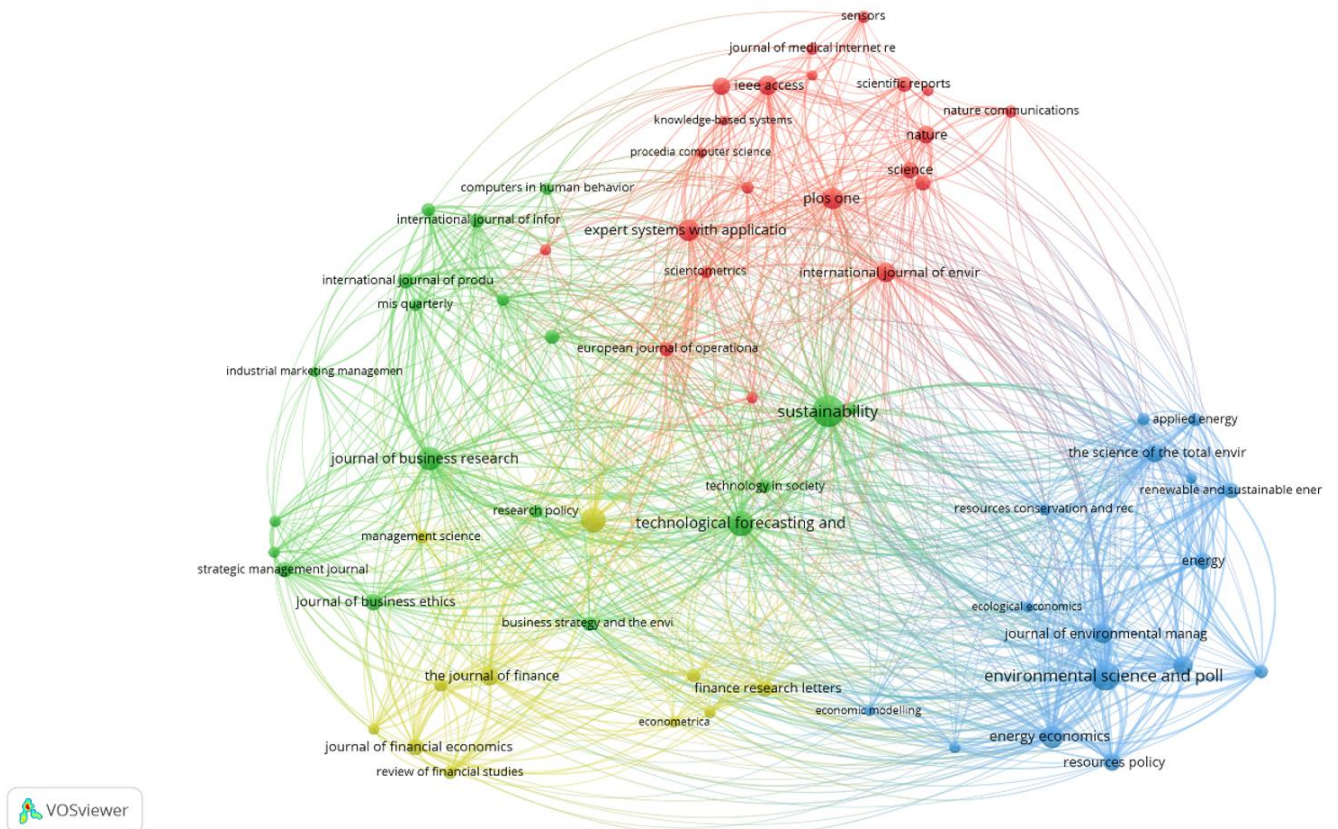 sensors
journal of medical internet re
ieee access
scientific reports
nature communications
knowledge-based systems
nature
procedia computer science
science
computers in human behavior
plos one
international journal of infor
expert systems with applicatio
scientometrics
international journal of envir
international journal of produ
mis quarterly
european journal of operationa
industrial marketing managemen
sustainability
applied energy
the science of the total envir
journal of business research
technology in society
renewable and sustainable ener
resources conservation and rec
research policy
technological forecasting and
management science
energy
strategic management journal
journal of business ethics
ecological economics
business strategy and the envi
journal of environmental manag
the journal of finance
environmental science and poll
finance research letters
economic modelling
econometrica
energy economics
journal of financial economics
resources policy
review of financial studies
VOSviewer